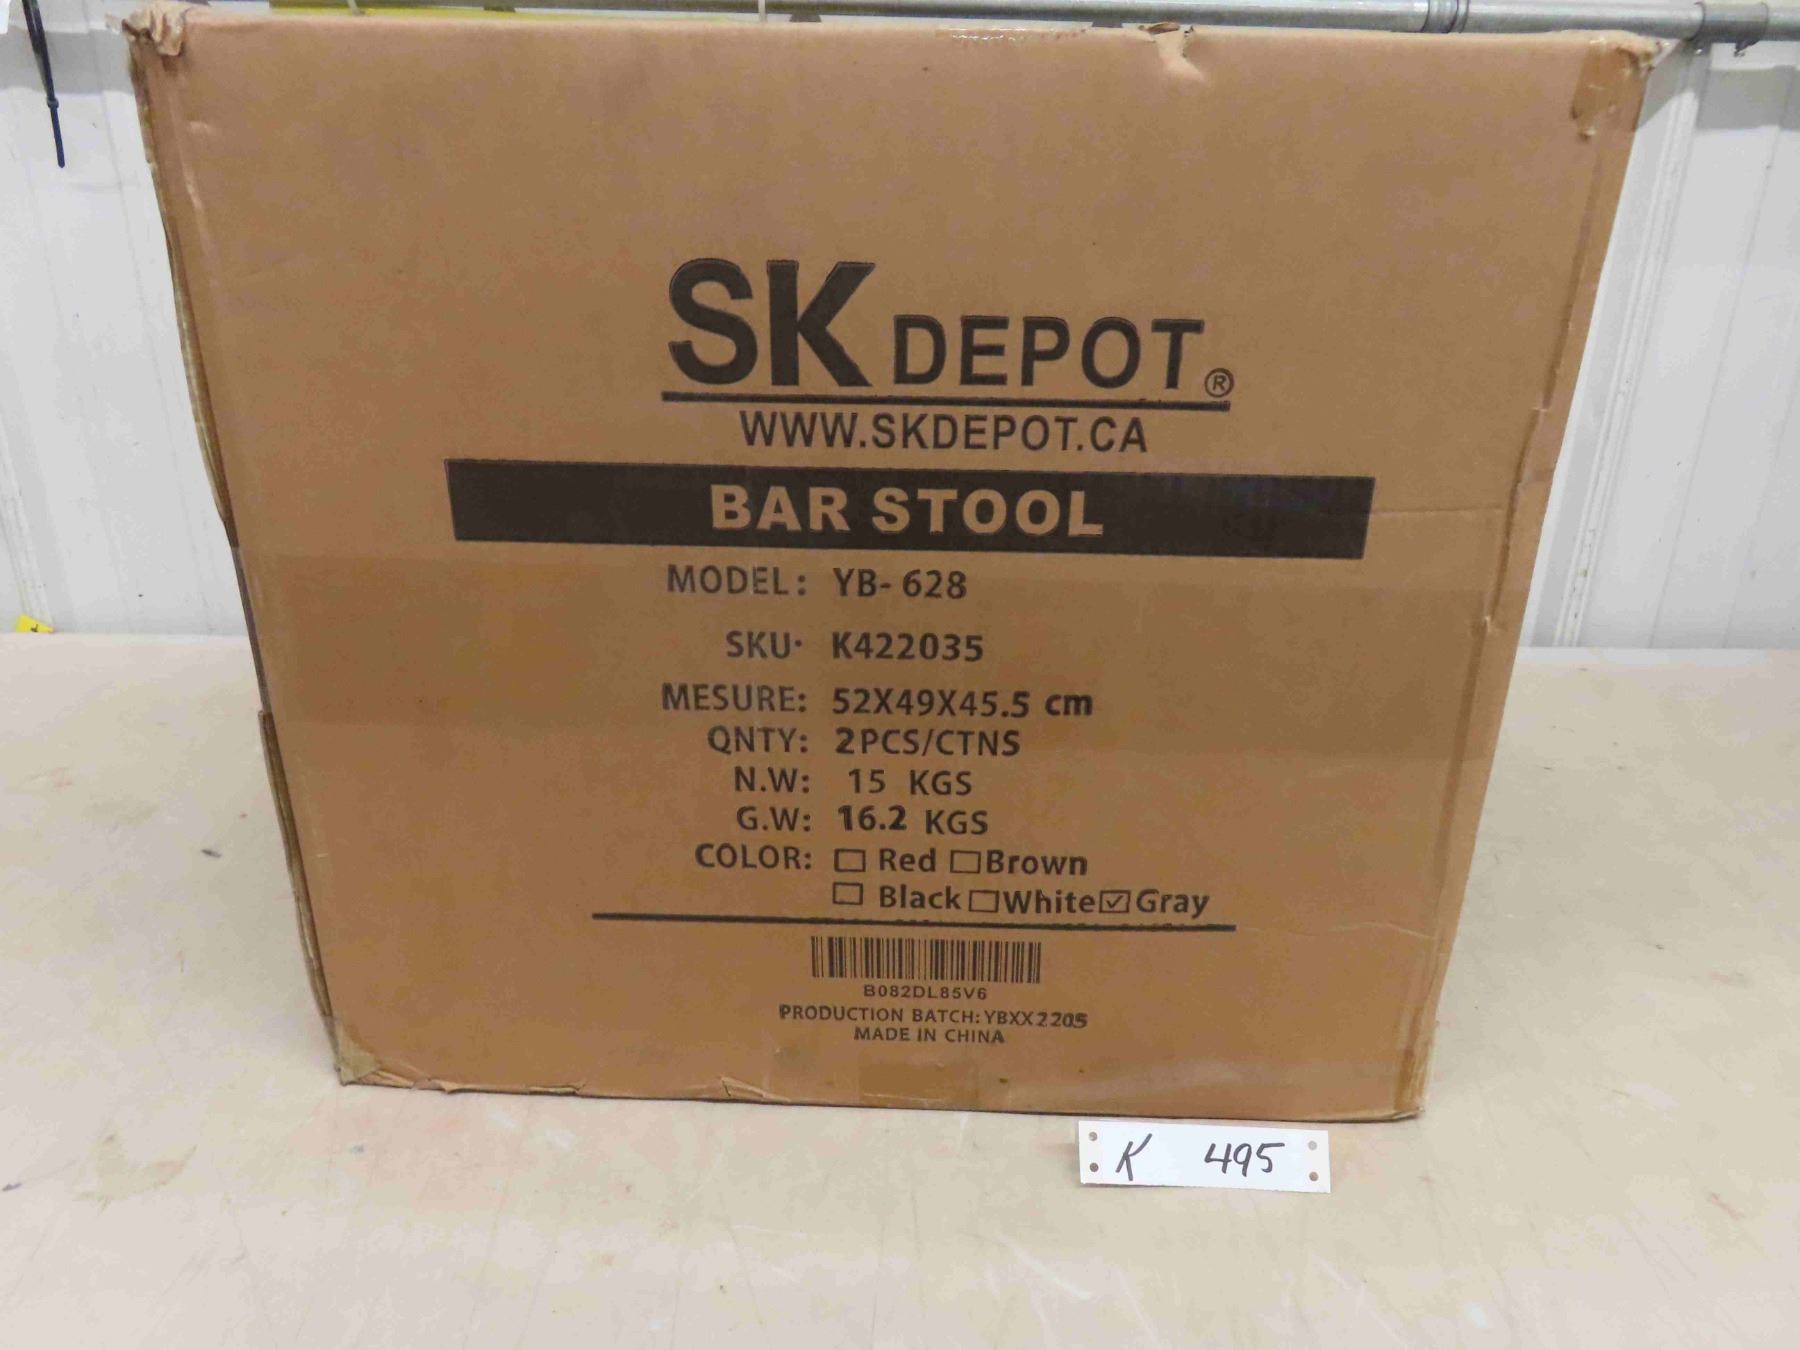 SK DEPOT®
WWW.SKDEPOT.CA
BAR STOOL
MODEL: YB- 628
SKU: K422035
MESURE: 52X49X45.5 cm
QNTY: 2PCS/CTNS
N.W: 15 KGS
G.W: 16.2 KGS
COLOR: ☐ Red ☐ Brown
☐ Black ☐ White ☑ Gray
B082DL85V6
PRODUCTION BATCH: YBXX2205
MADE IN CHINA
K 495